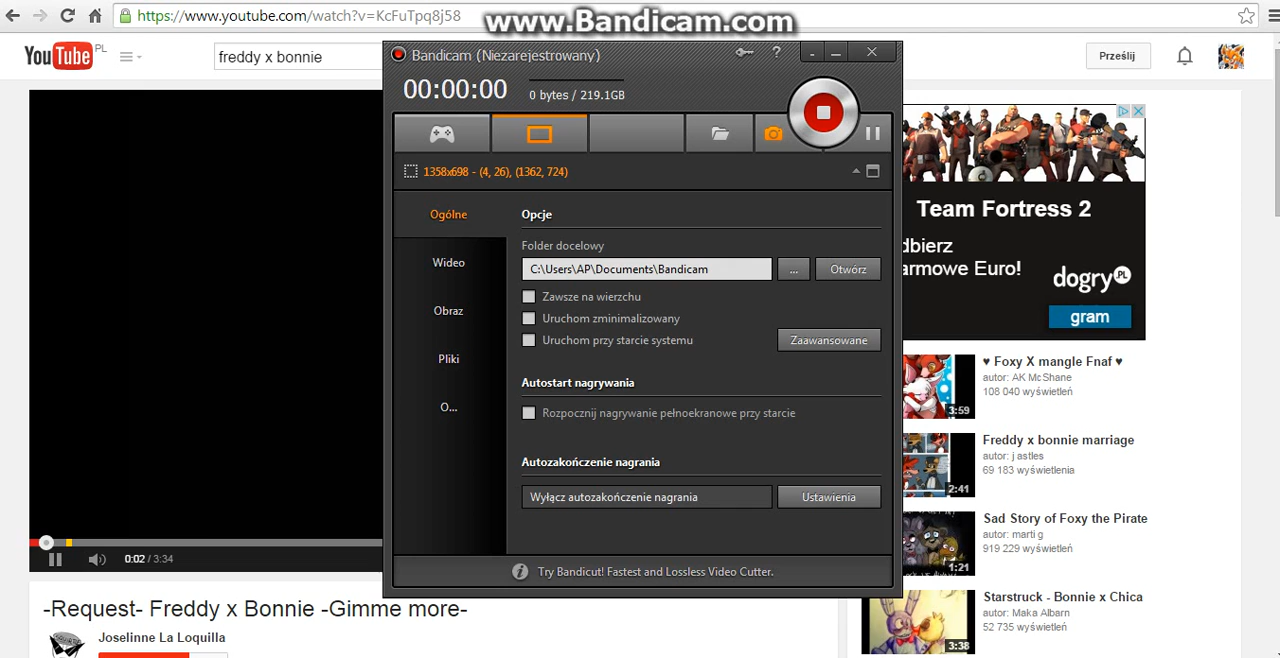 https://www.youtube.com/watch?v=KcFuTpq8j58
www.Bandicam.com
YouTube PL
freddy x bonnie
Prześlij
Bandicam (Niezarejestrowany)
00:00:00
0 bytes / 219.1GB
1358x698 - (4, 26), (1362, 724)
Ogólne
Wideo
Obraz
Pliki
O...
Opcje
Folder docelowy
C:\Users\AP\Documents\Bandicam
...
Otwórz
Zawsze na wierzchu
Uruchom zminimalizowany
Uruchom przy starcie systemu
Zaawansowane
Autostart nagrywania
Rozpocznij nagrywanie pełnoekranowe przy starcie
Autozakończenie nagrania
Wyłącz autozakończenie nagrania
Ustawienia
Try Bandicut! Fastest and Lossless Video Cutter.
0:02 / 3:34
-Request- Freddy x Bonnie -Gimme more-
Joselinne La Loquilla
Team Fortress 2
dbierz
armowe Euro!
dogry PL
gram
♥ Foxy X mangle Fnaf ♥
autor: AK McShane
108 040 wyświetleń
3:59
Freddy x bonnie marriage
autor: j astles
69 183 wyświetlenia
2:41
Sad Story of Foxy the Pirate
autor: marti g
919 229 wyświetleń
1:21
Starstruck - Bonnie x Chica
autor: Maka Albarn
52 735 wyświetleń
3:38